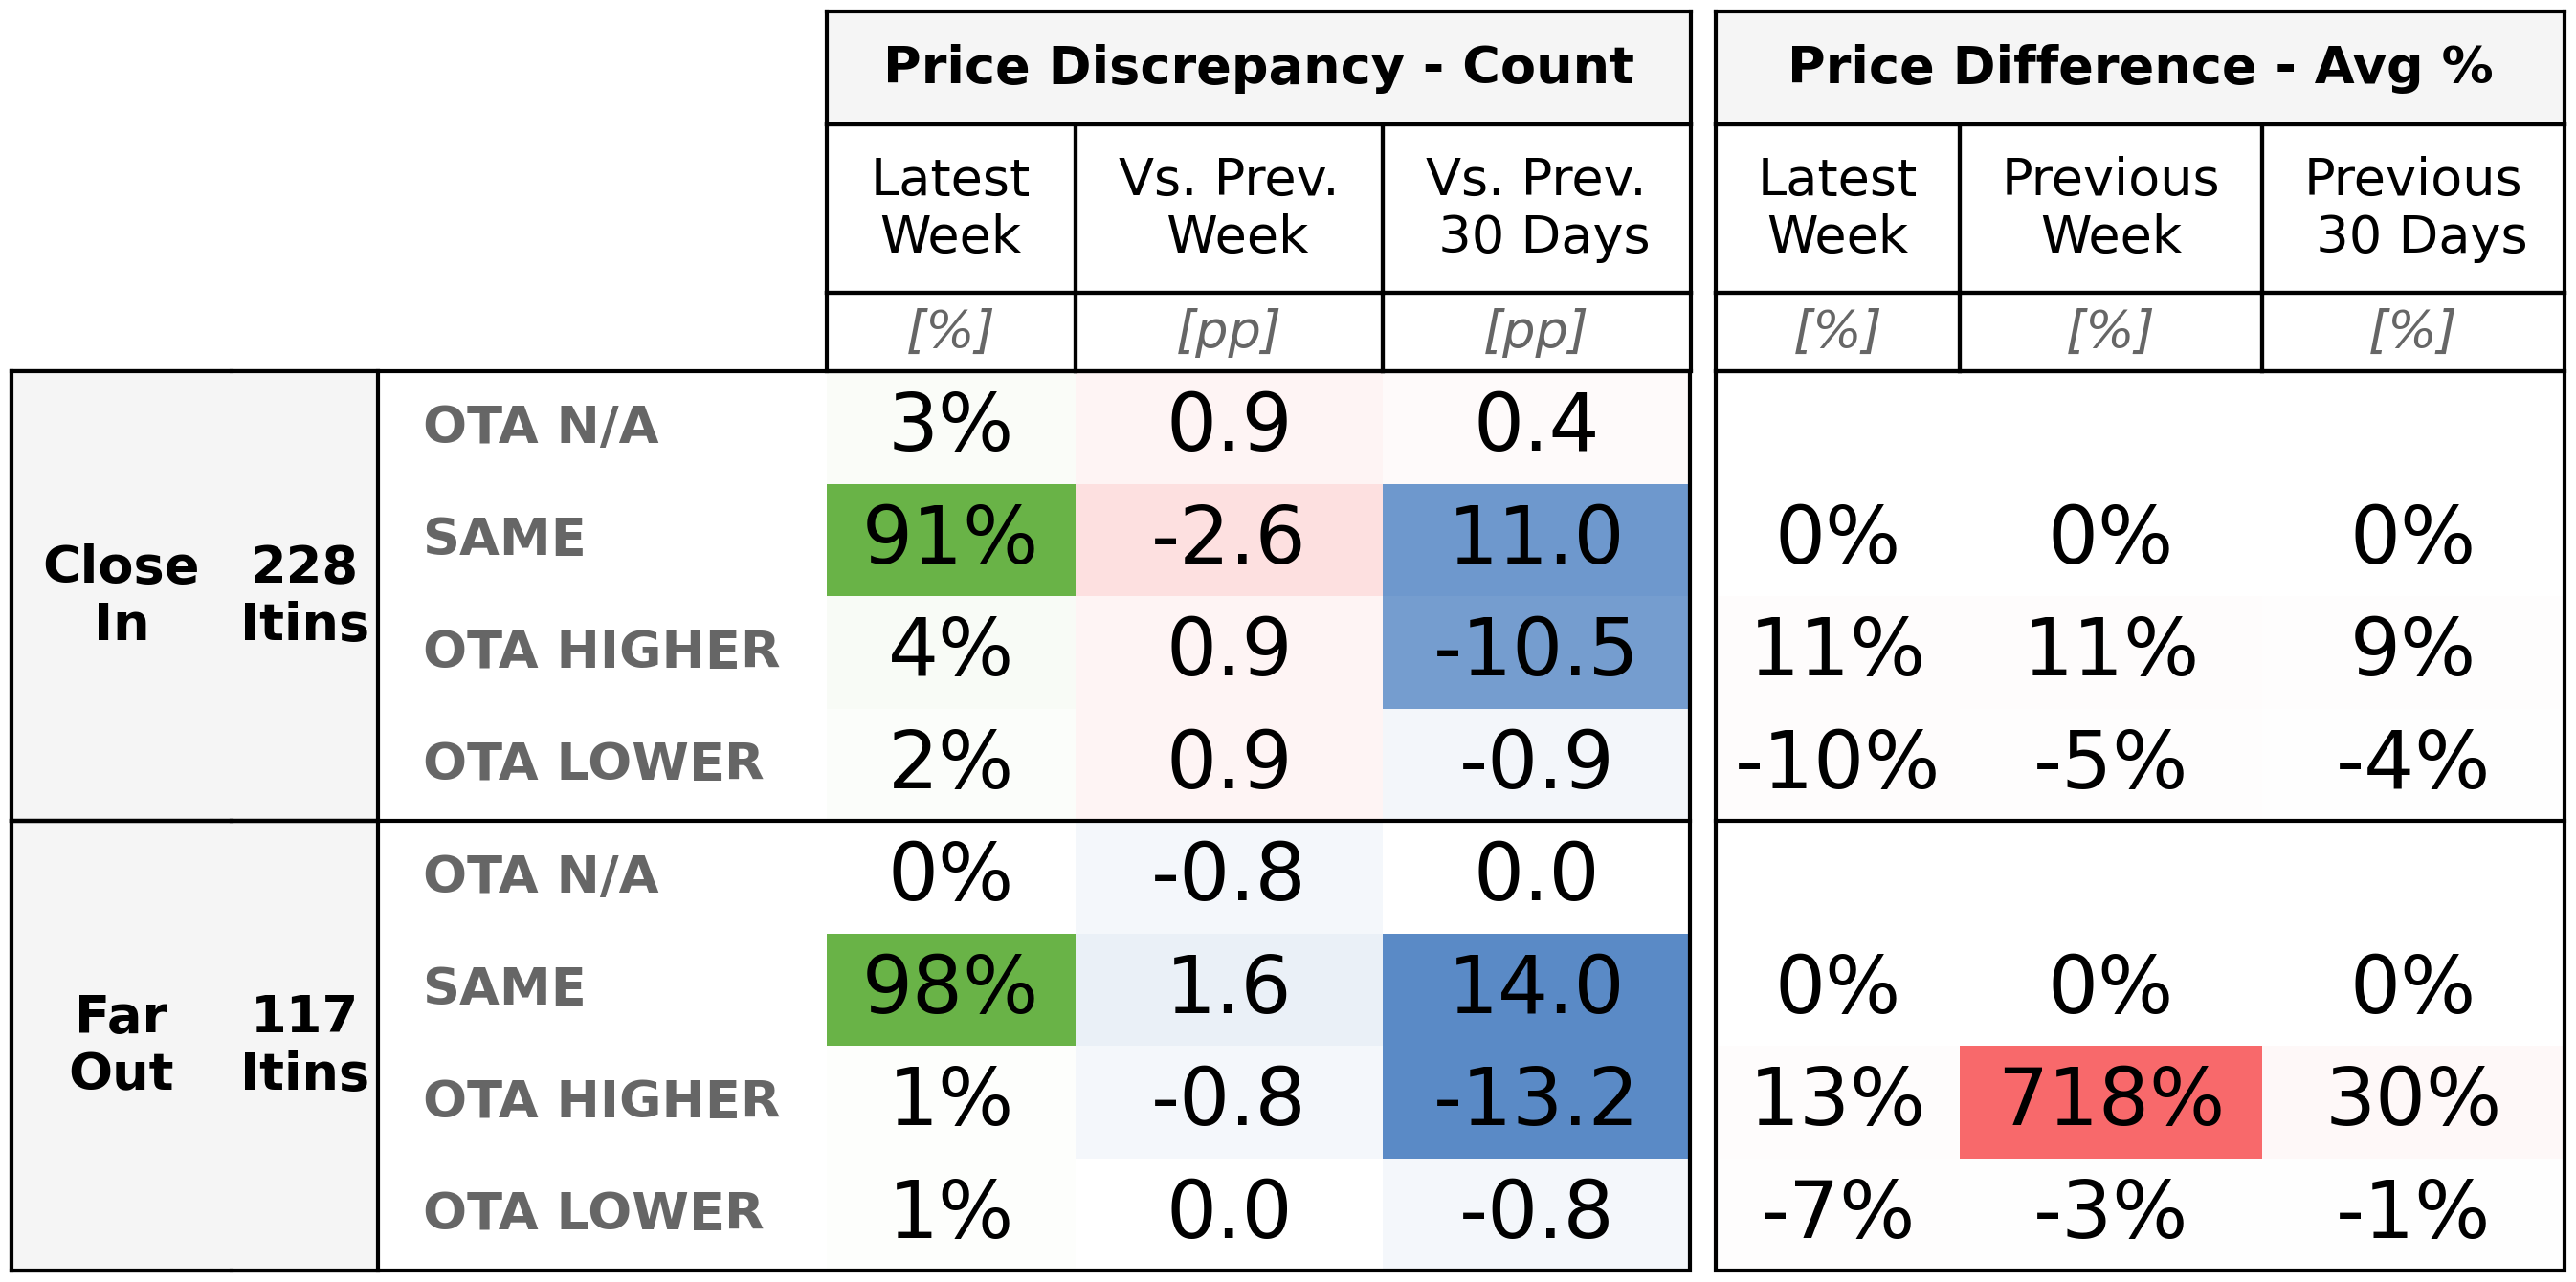 Price Discrepancy - Count Price Difference - Avg %
Latest Week Vs. Prev. Week Vs. Prev. 30 Days Latest Week Previous Week Previous 30 Days
[%] [pp] [pp] [%] [%] [%]
Close In 228 Itins
OTA N/A 3% 0.9 0.4
SAME 91% -2.6 11.0 0% 0% 0%
OTA HIGHER 4% 0.9 -10.5 11% 11% 9%
OTA LOWER 2% 0.9 -0.9 -10% -5% -4%
Far Out 117 Itins
OTA N/A 0% -0.8 0.0
SAME 98% 1.6 14.0 0% 0% 0%
OTA HIGHER 1% -0.8 -13.2 13% 718% 30%
OTA LOWER 1% 0.0 -0.8 -7% -3% -1%